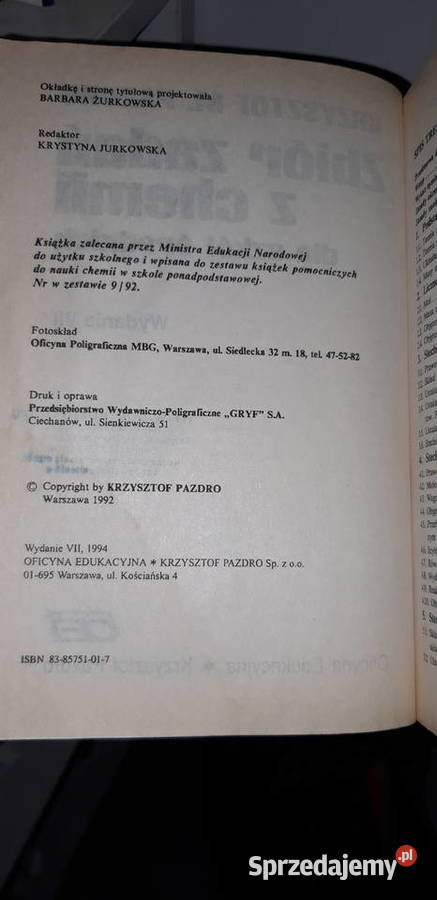 Okładkę i stronę tytułową projektowała
BARBARA ŻURKOWSKA
Redaktor
KRYSTYNA JURKOWSKA
Książka zalecana przez Ministra Edukacji Narodowej
do użytku szkolnego i wpisana do zestawu książek pomocniczych
do nauki chemii w szkole ponadpodstawowej.
Nr w zestawie 9/92.
Fotoskład
Oficyna Poligraficzna MBG, Warszawa, ul. Siedlecka 32 m. 18, tel. 47-52-82
Druk i oprawa
Przedsiębiorstwo Wydawniczo-Poligraficzne „GRYF” S.A.
Ciechanów, ul. Sienkiewicza 51
© Copyright by KRZYSZTOF PAZDRO
Warszawa 1992
Wydanie VII, 1994
OFICYNA EDUKACYJNA * KRZYSZTOF PAZDRO Sp. z o.o.
01-695 Warszawa, ul. Kościańska 4
ISBN 83-85751-01-7
SPIS
Sprzedajemy.pl